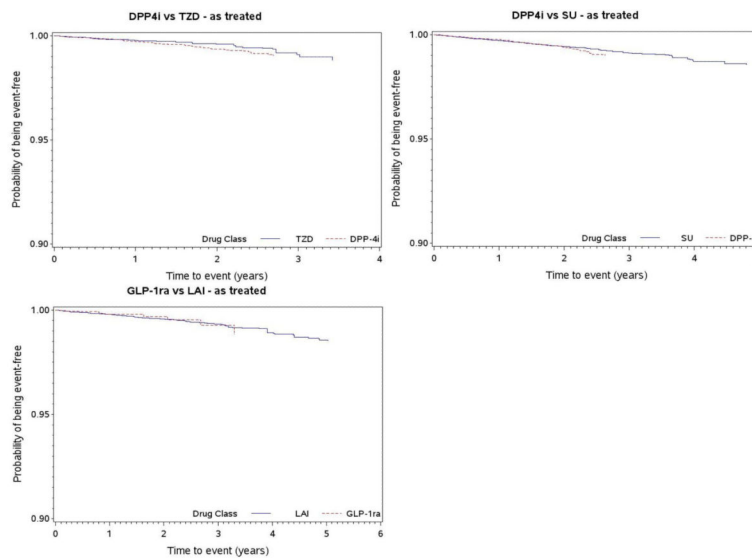 DPP4i vs TZD - as treated
Probability of being event-free
1.00
0.95
0.90
Drug Class TZD DPP-4i
0 1 2 3 4
Time to event (years)
DPP4i vs SU - as treated
Probability of being event-free
1.00
0.95
0.90
Drug Class SU DPP-
0 1 2 3 4
Time to event (years)
GLP-1ra vs LAI - as treated
Probability of being event-free
1.00
0.95
0.90
Drug Class LAI GLP-1ra
0 1 2 3 4 5 6
Time to event (years)